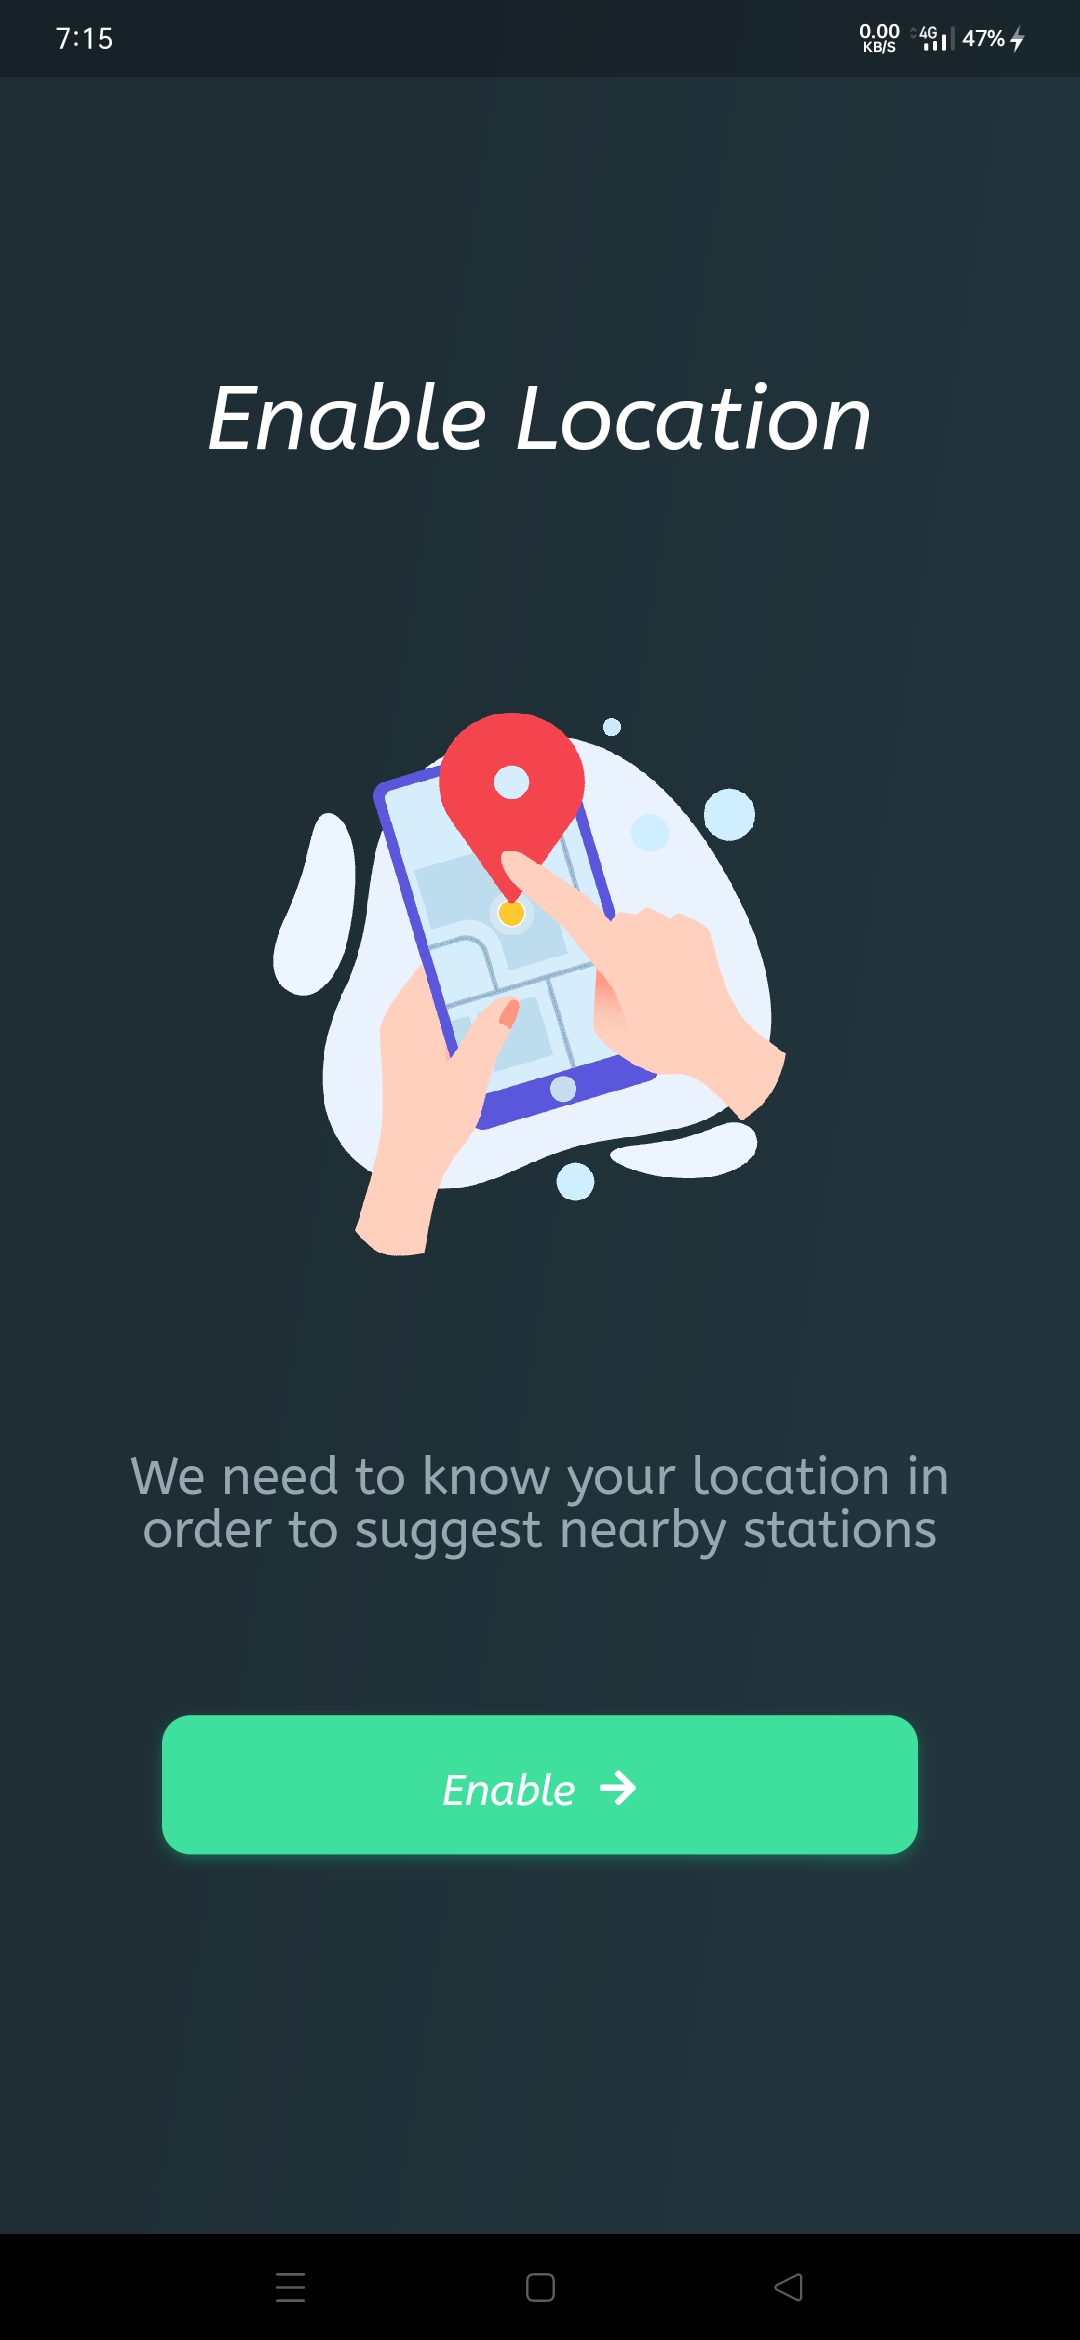 7:15
0.00
KB/S
4G
47%
Enable Location
We need to know your location in
order to suggest nearby stations
Enable